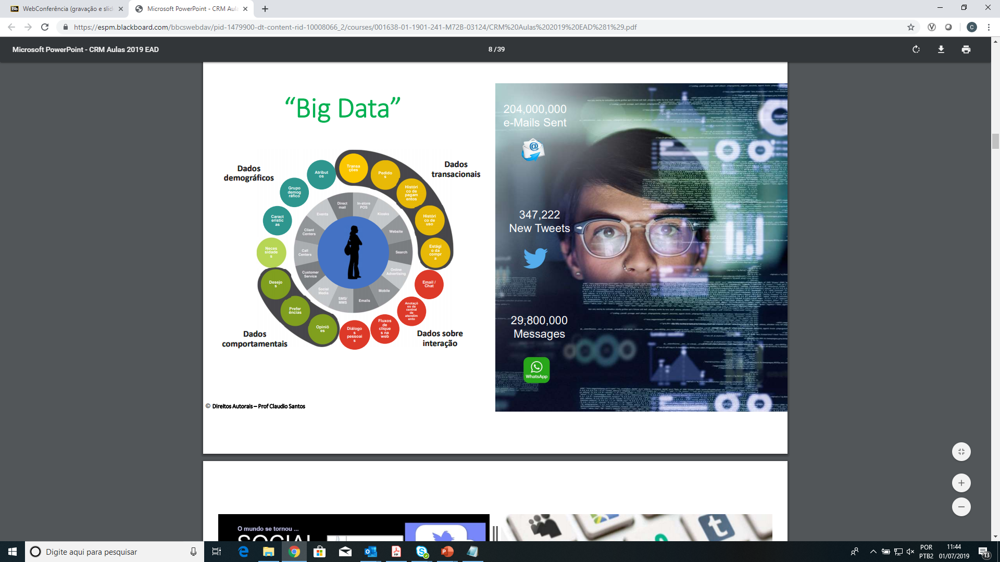 WebConferência (gravação e slid
Microsoft PowerPoint - CRM Aula
https://espm.blackboard.com/bbcswebdav/pid-1479900-dt-content-rid-10008066_2/courses/001638-01-1901-241-M72B-03124/CRM%20Aulas%202019%20EAD%281%29.pdf
Microsoft PowerPoint - CRM Aulas 2019 EAD
8 / 39
“Big Data”
Dados
demográficos
Dados
transacionais
Dados
comportamentais
Dados sobre
interação
Transa
ções
Pedido
s
Históri
co de
pagam
entos
Históri
co de
uso
Estági
o da
compr
a
Email /
Chat
Anotaçõ
es da
central
de
atendim
ento
Fluxos
de
clique
s na
web
Diálogo
s
pessoai
s
Opiniõ
es
Prefer
ências
Desejo
s
Neces
sidade
s
Caract
erístic
as
Grupo
demog
ráfico
Atribut
os
Direct
mail
In-store
POS
Kiosks
Website
Search
Online
Advertising
Mobile
Emails
SMS/
MMS
Social
Media
Customer
Service
Call
Centers
Client
Centers
Events
© Direitos Autorais – Prof Claudio Santos
204,000,000
e-Mails Sent
347,222
New Tweets
29,800,000
Messages
WhatsApp
O mundo se tornou ...
SOCIAL
Digite aqui para pesquisar
POR
PTB2
11:44
01/07/2019
13